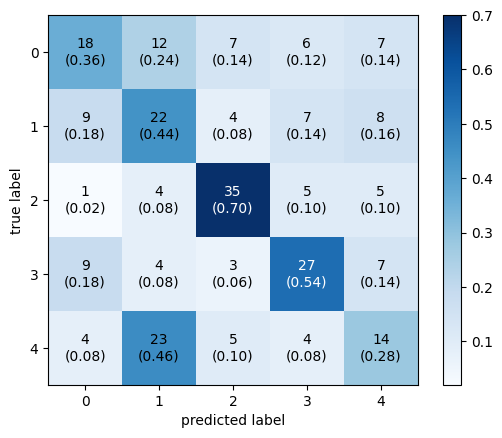 0 18 12 7 6 7 0.7
(0.36) (0.24) (0.14) (0.12) (0.14)
0.6
1 9 22 4 7 8
(0.18) (0.44) (0.08) (0.14) (0.16)
0.5
true label
2 1 4 35 5 5 0.4
(0.02) (0.08) (0.70) (0.10) (0.10)
0.3
3 9 4 3 27 7
(0.18) (0.08) (0.06) (0.54) (0.14)
0.2
4 4 23 5 4 14
(0.08) (0.46) (0.10) (0.08) (0.28)
0.1
0 1 2 3 4
predicted label